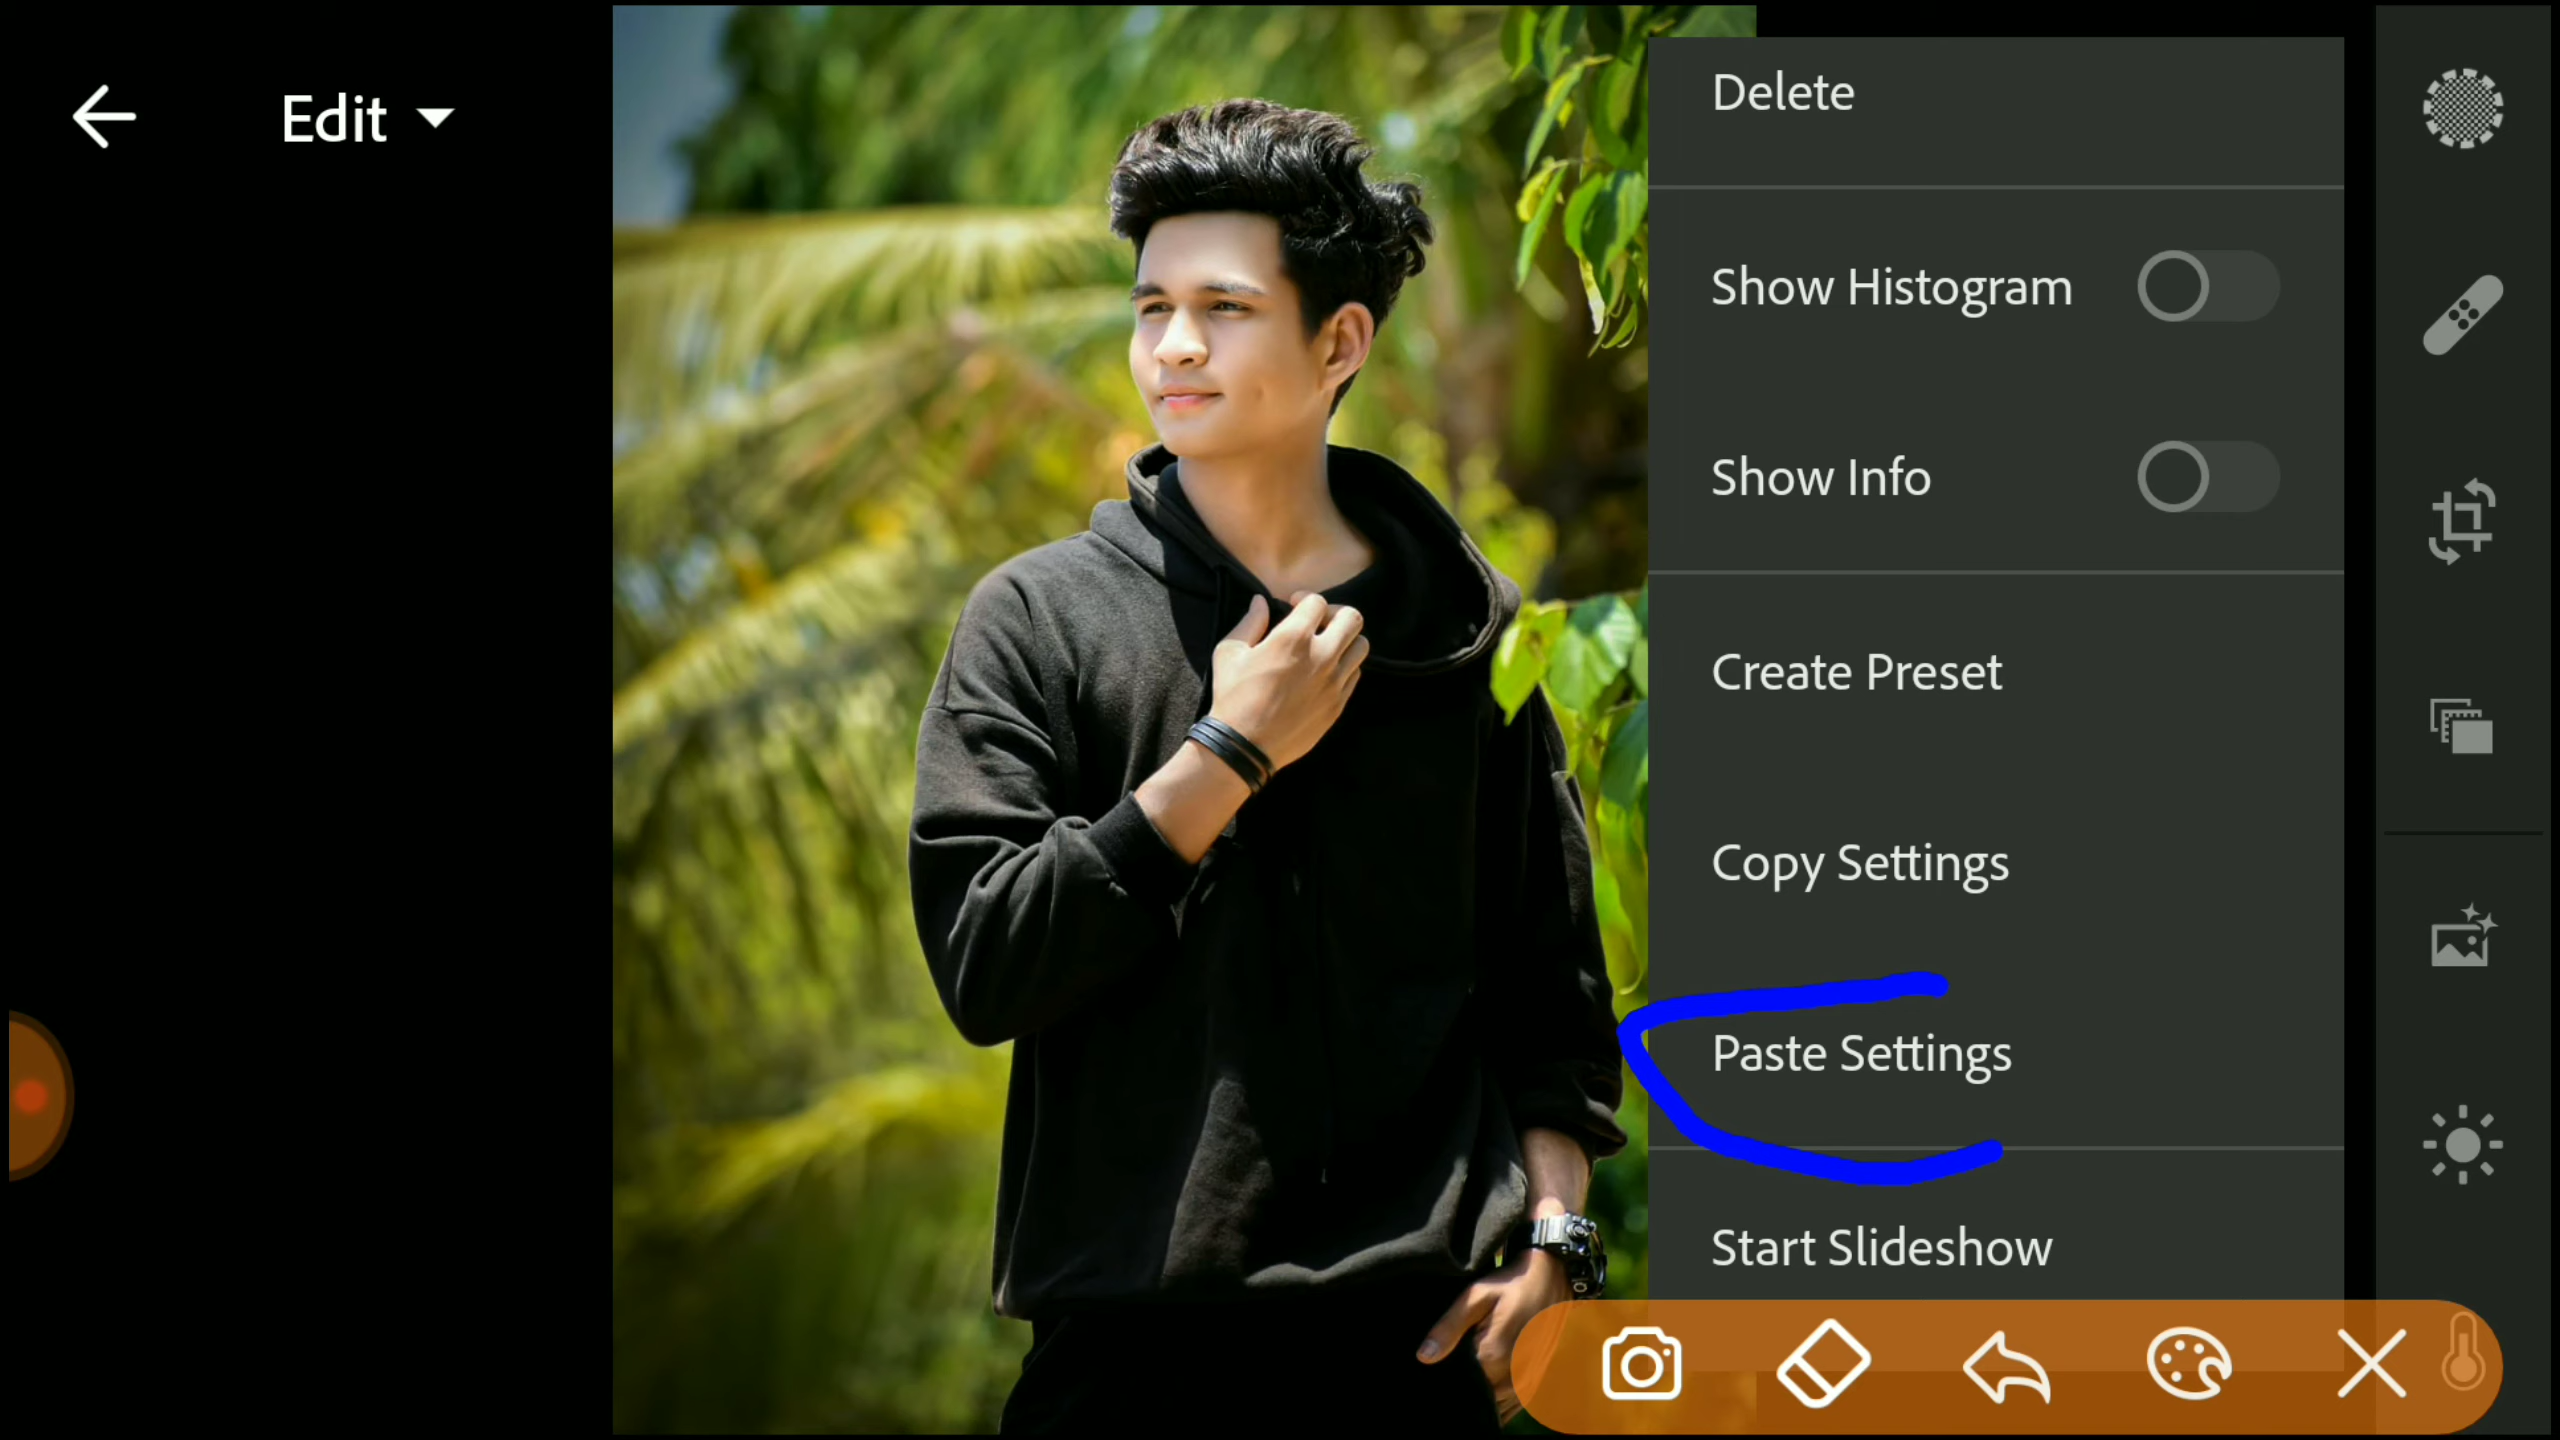 Edit
Delete
Show Histogram
Show Info
Create Preset
Copy Settings
Paste Settings
Start Slideshow